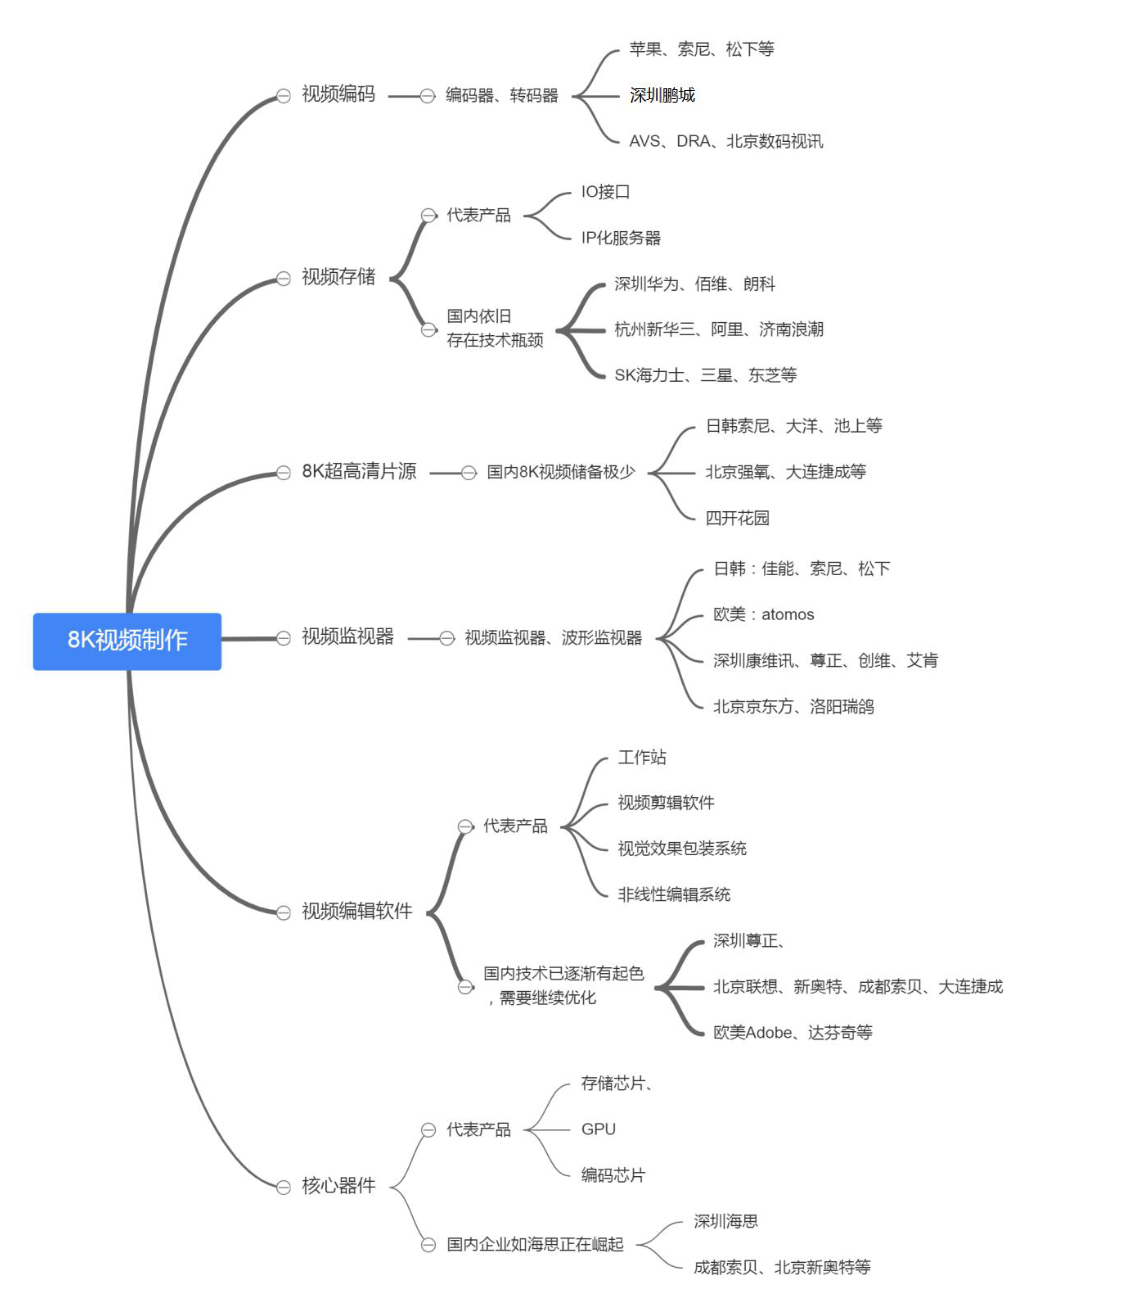 8K视频制作
视频编码
编码器、转码器
苹果、索尼、松下等
深圳鹏城
AVS、DRA、北京数码视讯
视频存储
代表产品
IO接口
IP化服务器
国内依旧
存在技术瓶颈
深圳华为、佰维、朗科
杭州新华三、阿里、济南浪潮
SK海力士、三星、东芝等
8K超高清片源
国内8K视频储备极少
日韩索尼、大洋、池上等
北京强氧、大连捷成等
四开花园
视频监视器
视频监视器、波形监视器
日韩：佳能、索尼、松下
欧美：atomos
深圳康维讯、尊正、创维、艾肯
北京京东方、洛阳瑞鸽
视频编辑软件
代表产品
工作站
视频剪辑软件
视觉效果包装系统
非线性编辑系统
国内技术已逐渐有起色
，需要继续优化
深圳尊正、
北京联想、新奥特、成都索贝、大连捷成
欧美Adobe、达芬奇等
核心器件
代表产品
存储芯片、
GPU
编码芯片
国内企业如海思正在崛起
深圳海思
成都索贝、北京新奥特等